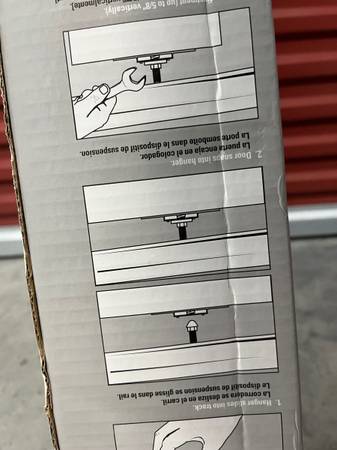 1. Hanger slides into track.
La corredera se desliza en el carril.
Le dispositif de suspension se glisse dans le rail.
2. Door snaps into hanger.
La puerta encaja en el cologador.
La porte semboîte dans le dispositif de suspension.
(up to 5/8" vertically).